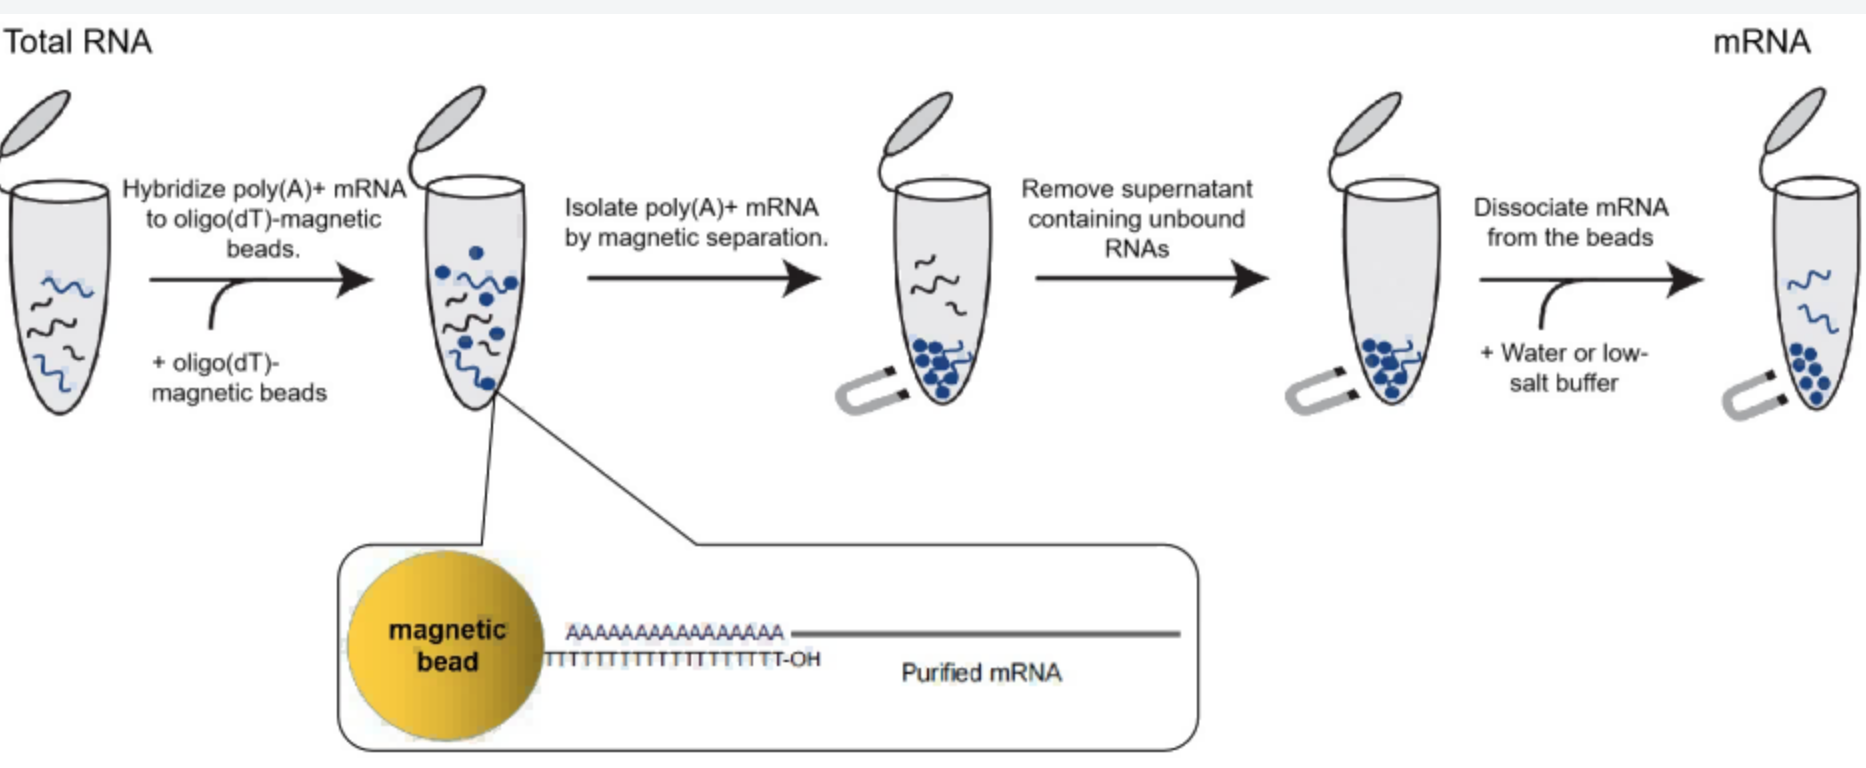 Total RNA
mRNA
Hybridize poly(A)+ mRNA
to oligo(dT)-magnetic
beads.
+ oligo(dT)-
magnetic beads
Isolate poly(A)+ mRNA
by magnetic separation.
Remove supernatant
containing unbound
RNAs
Dissociate mRNA
from the beads
+ Water or low-
salt buffer
magnetic
bead
AAAAAAAAAAAAAAAA
TTTTTTTTTTTTTTTTTT-OH
Purified mRNA